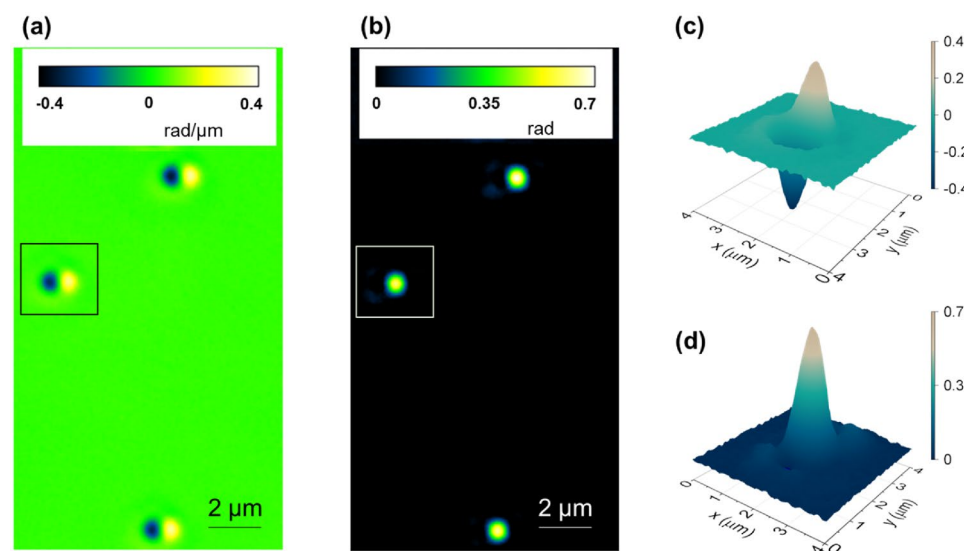 (a)
-0.4 0 0.4
rad/µm
2 µm
(b)
0 0.35 0.7
rad
2 µm
(c)
0.4
0.2
0
-0.2
-0.4
4 3 2 1 0
x (µm)
0 1 2 3 4
y (µm)
(d)
0.7
0.3
0
0 1 2 3 4
x (µm)
4 3 2 1 0
y (µm)